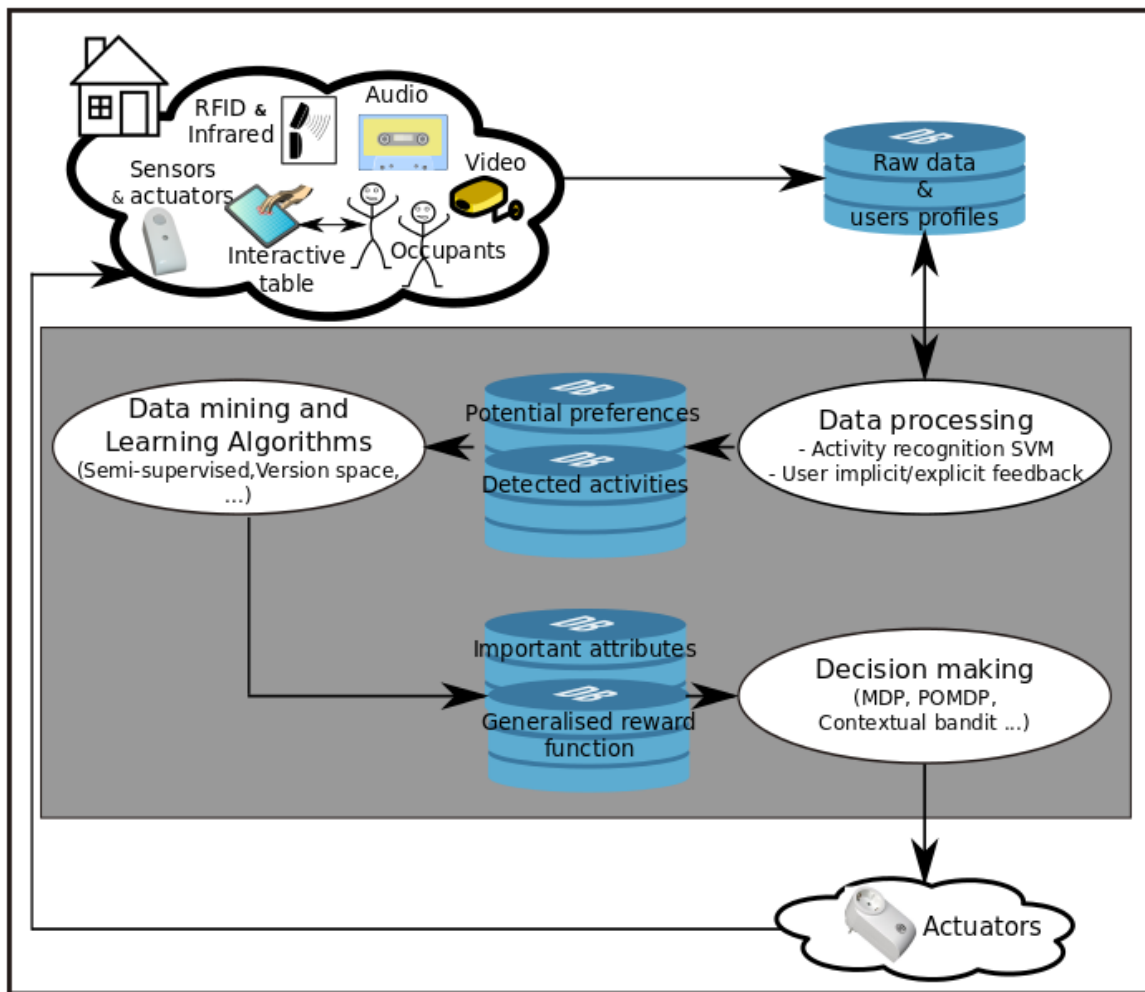 RFID &
Infrared
Audio
Video
Sensors
& actuators
Interactive
table
Occupants
DB
Raw data
&
users profiles
Data mining and
Learning Algorithms
(Semi-supervised,Version space,
...)
DB
Potential preferences
DB
Detected activities
Data processing
- Activity recognition SVM
- User implicit/explicit feedback
DB
Important attributes
DB
Generalised reward
function
Decision making
(MDP, POMDP,
Contextual bandit ...)
Actuators